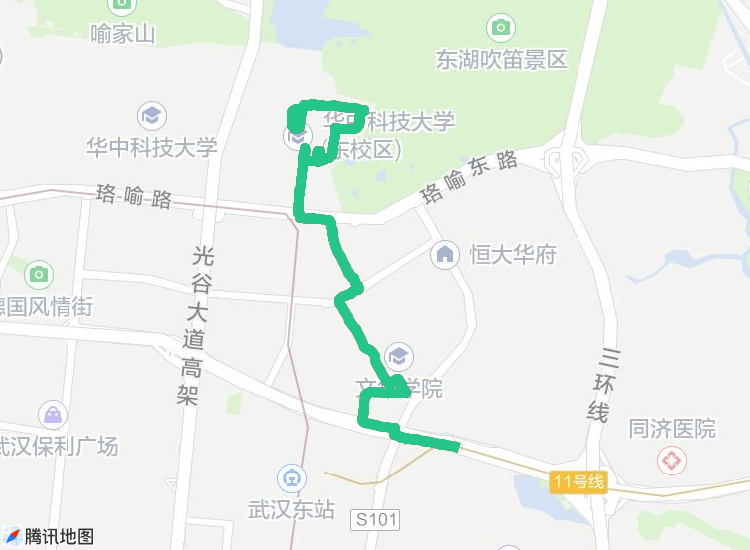 喻家山
东湖吹笛景区
华中科技大学
华中科技大学
(东校区)
珞喻东路
珞喻路
恒大华府
光谷大道高架
德国风情街
三环线
文华学院
武汉保利广场
同济医院
11号线
武汉东站
S101
腾讯地图